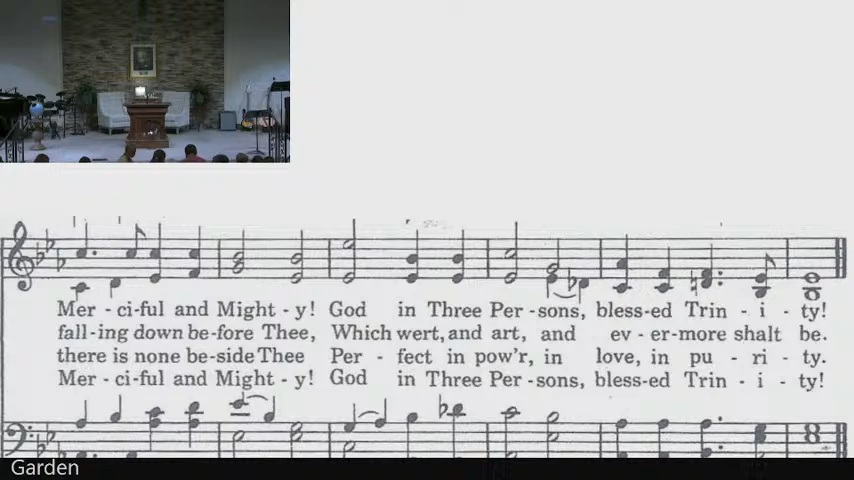 Mer - ci-ful and Might - y! God in Three Per - sons, bless-ed Trin - i - ty!
fall-ing down be-fore Thee, Which wert, and art, and ev - er-more shalt be.
there is none be-side Thee Per - fect in pow'r, in love, in pu - ri - ty.
Mer - ci-ful and Might - y! God in Three Per - sons, bless-ed Trin - i - ty!
Garden